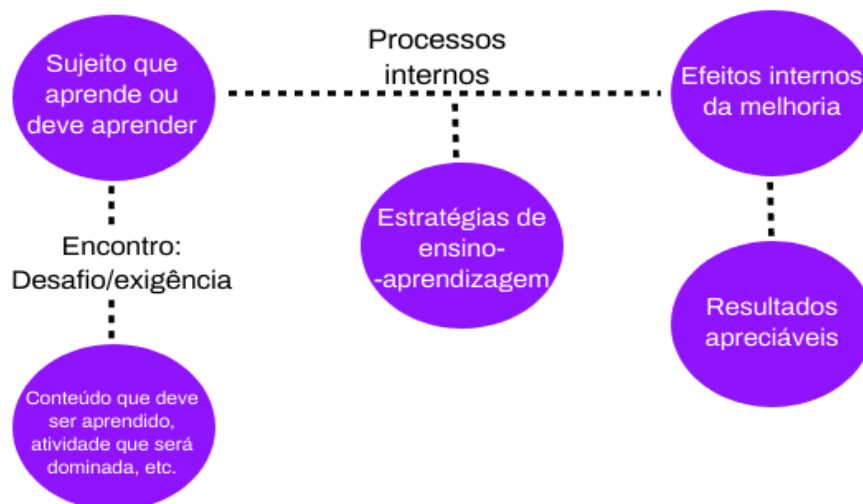 Sujeito que
aprende ou
deve aprender
Processos
internos
Efeitos internos
da melhoria
Estratégias de
ensino-
-aprendizagem
Encontro:
Desafio/exigência
Resultados
apreciáveis
Conteúdo que deve
ser aprendido,
atividade que será
dominada, etc.